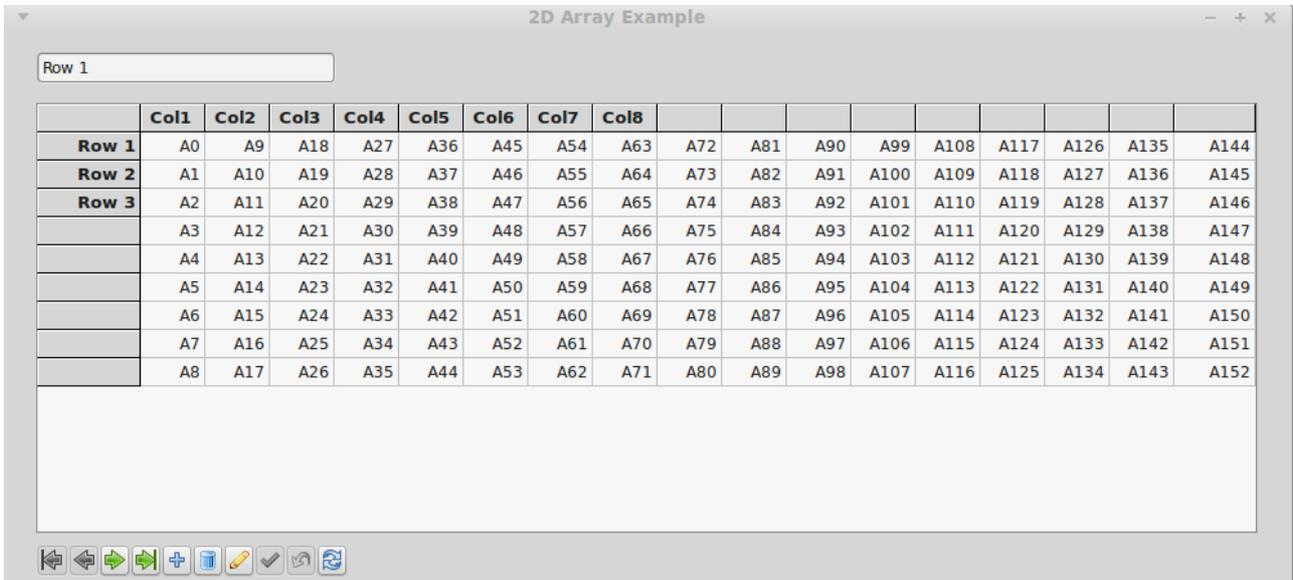 2D Array Example
Row 1
Col1 Col2 Col3 Col4 Col5 Col6 Col7 Col8
Row 1 A0 A9 A18 A27 A36 A45 A54 A63 A72 A81 A90 A99 A108 A117 A126 A135 A144
Row 2 A1 A10 A19 A28 A37 A46 A55 A64 A73 A82 A91 A100 A109 A118 A127 A136 A145
Row 3 A2 A11 A20 A29 A38 A47 A56 A65 A74 A83 A92 A101 A110 A119 A128 A137 A146
A3 A12 A21 A30 A39 A48 A57 A66 A75 A84 A93 A102 A111 A120 A129 A138 A147
A4 A13 A22 A31 A40 A49 A58 A67 A76 A85 A94 A103 A112 A121 A130 A139 A148
A5 A14 A23 A32 A41 A50 A59 A68 A77 A86 A95 A104 A113 A122 A131 A140 A149
A6 A15 A24 A33 A42 A51 A60 A69 A78 A87 A96 A105 A114 A123 A132 A141 A150
A7 A16 A25 A34 A43 A52 A61 A70 A79 A88 A97 A106 A115 A124 A133 A142 A151
A8 A17 A26 A35 A44 A53 A62 A71 A80 A89 A98 A107 A116 A125 A134 A143 A152